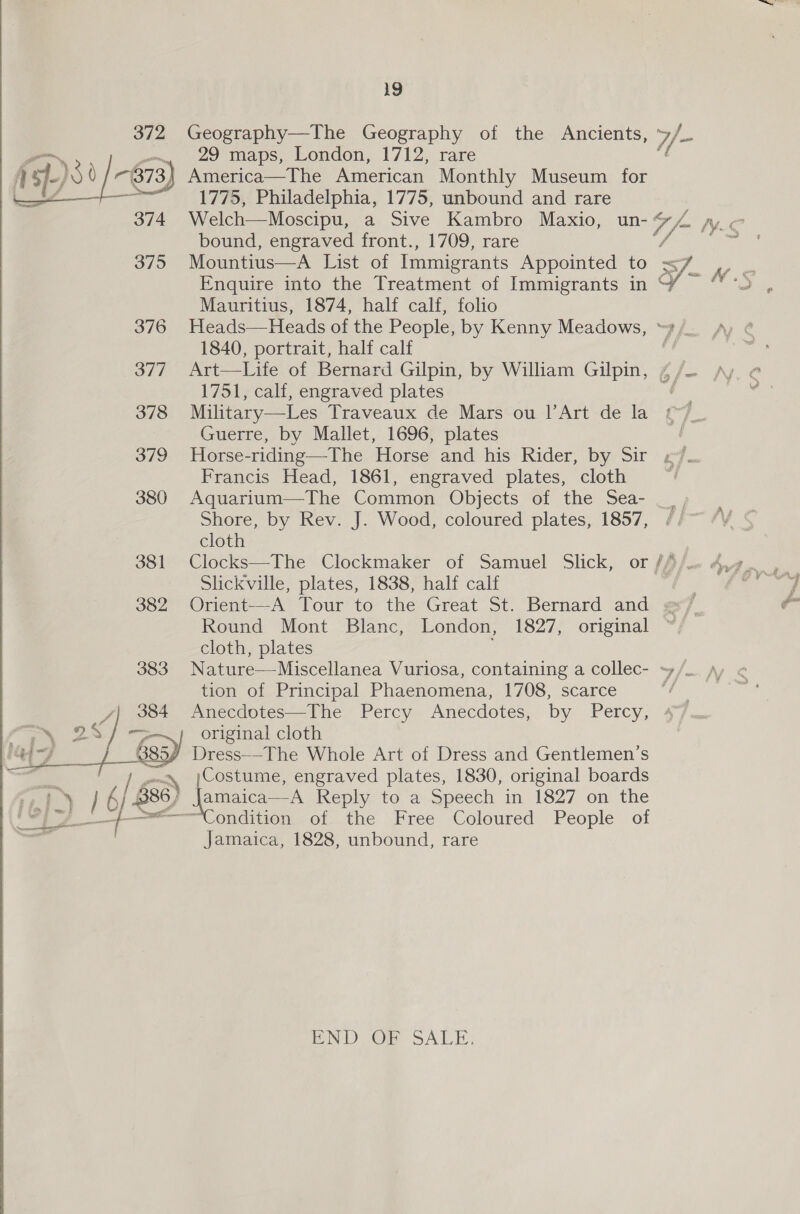 19
372 Geography—The Geography of the Ancients, 7/-
29 maps, London, 1712, rare
30/- 373) America—The American Monthly Museum for
1775, Philadelphia, 1775, unbound and rare
374 Welch—Moscipu, a Sive Kambro Maxio, un- 7/- N.S
bound, engraved front., 1709, rare
375 Mountius—A List of Immigrants Appointed to 5/- N.S
Enquire into the Treatment of Immigrants in
Mauritius, 1874, half calf, folio
376 Heads—Heads of the People, by Kenny Meadows, 7/- N.S
1840, portrait, half calf
377 Art—Life of Bernard Gilpin, by William Gilpin, 6/- N.S
1751, calf, engraved plates
378 Military—Les Traveaux de Mars ou l'Art de la
Guerre, by Mallet, 1696, plates
379 Horse-riding—The Horse and his Rider, by Sir
Francis Head, 1861, engraved plates, cloth
380 Aquarium—The Common Objects of the Sea-
Shore, by Rev. J. Wood, coloured plates, 1857, N.S
cloth
381 Clocks—The Clockmaker of Samuel Slick, or
Slickville, plates, 1838, half calf
382 Orient—A Tour to the Great St. Bernard and
Round Mont Blanc, London, 1827, original
cloth, plates
383 Nature—Miscellanea Vuriosa, containing a collec- 7/- N.S
tion of Principal Phaenomena, 1708, scarce
384 Anecdotes—The Percy Anecdotes, by Percy,
original cloth
25/- 385) Dress—The Whole Art of Dress and Gentlemen's
Costume, engraved plates, 1830, original boards
16/- 386) Jamaica—A Reply to a Speech in 1827 on the
Condition of the Free Coloured People of
Jamaica, 1828, unbound, rare
END OF SALE.